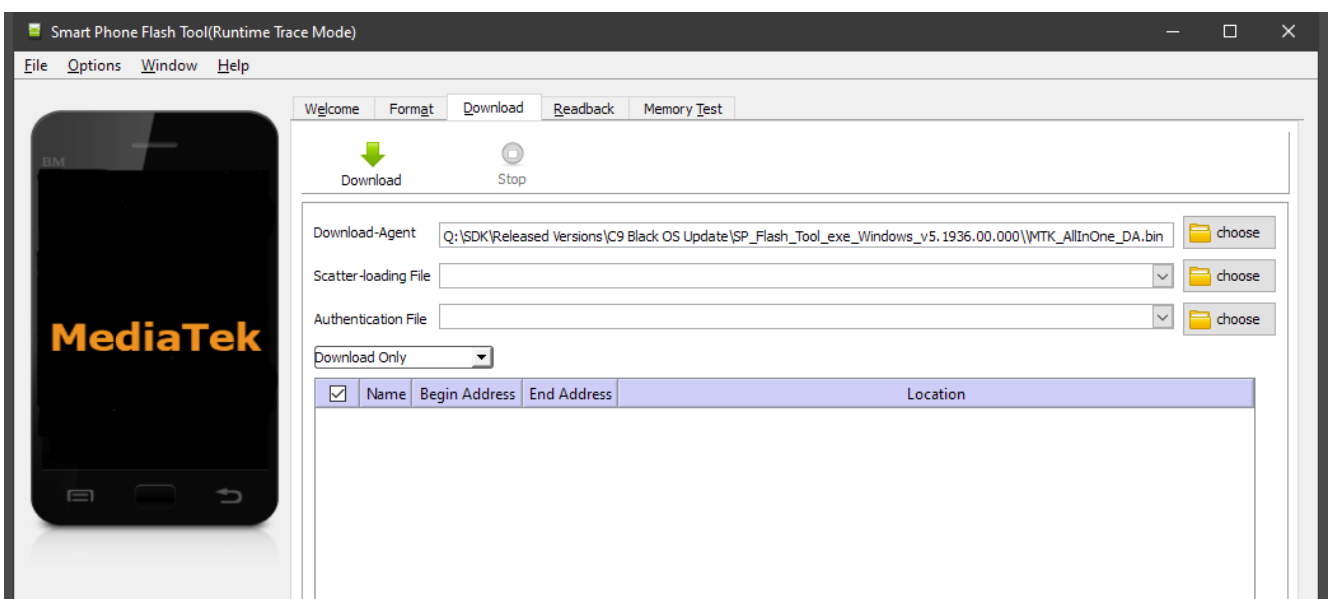 Smart Phone Flash Tool(Runtime Trace Mode)
File Options Window Help
Welcome Format Download Readback Memory Test
BM
Download Stop
Download-Agent Q:\SDK\Released Versions\C9 Black OS Update\SP_Flash_Tool_exe_Windows_v5.1936.00.000\\MTK_AllInOne_DA.bin choose
Scatter-loading File choose
Authentication File choose
MediaTek
Download Only
Name Begin Address End Address Location